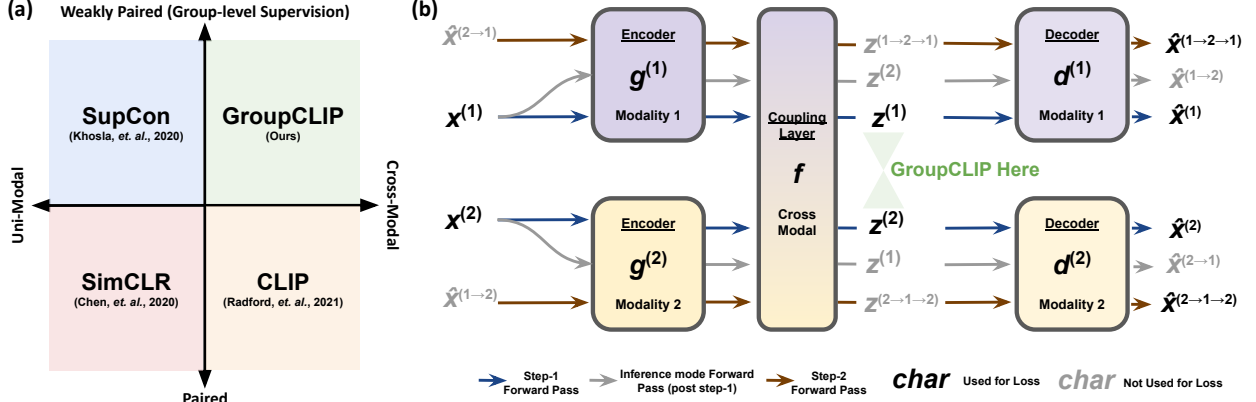 (a)
Weakly Paired (Group-level Supervision)
SupCon
(Khosla, et. al., 2020)
GroupCLIP
(Ours)
Uni-Modal
Cross-Modal
SimCLR
(Chen, et. al., 2020)
CLIP
(Radford, et. al., 2021)
Paired
(b)
x̂(2→1)
x(1)
x(2)
x̂(1→2)
Encoder
g(1)
Modality 1
Encoder
g(2)
Modality 2
Coupling
Layer
f
Cross
Modal
z(1→2→1)
z(2)
z(1)
GroupCLIP Here
z(2)
z(1)
z(2→1→2)
Decoder
d(1)
Modality 1
Decoder
d(2)
Modality 2
x̂(1→2→1)
x̂(1→2)
x̂(1)
x̂(2)
x̂(2→1)
x̂(2→1→2)
Step-1
Forward Pass
Inference mode Forward
Pass (post step-1)
Step-2
Forward Pass
char Used for Loss
char Not Used for Loss